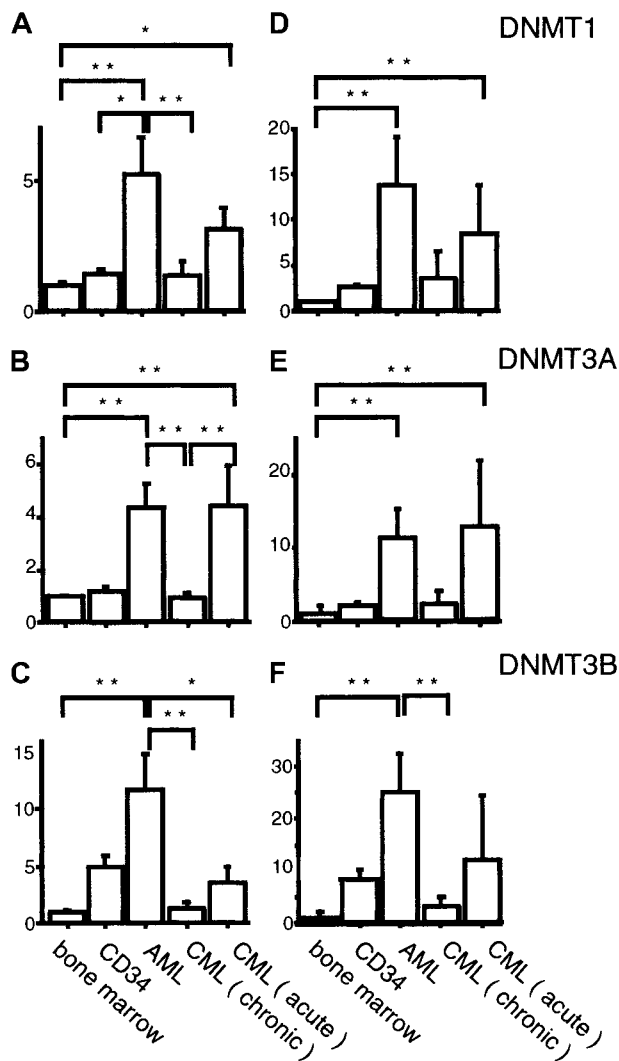 A
D
DNMT1
*
* *
* *
* *
* * *
20
15
5
10
5
0
0
B
E
DNMT3A
* *
* *
* *
* *
* * * *
6
20
4
10
2
0
0
C
F
DNMT3B
* *
*
* *
* *
* *
15
30
10
20
5
10
0
0
bone marrow
CD34
AML
CML ( chronic )
CML ( acute )
bone marrow
CD34
AML
CML ( chronic )
CML ( acute )